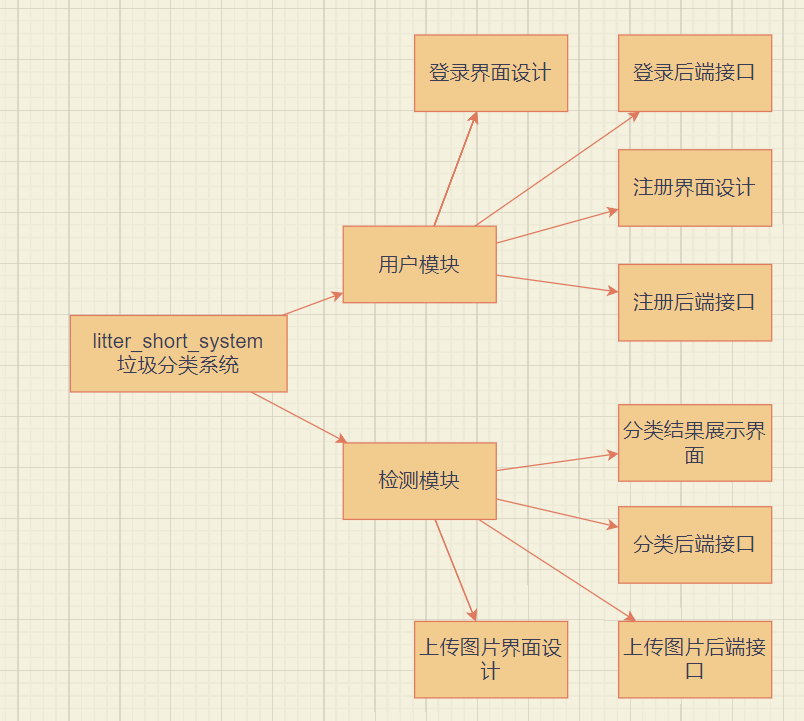 登录界面设计
登录后端接口
注册界面设计
用户模块
注册后端接口
litter_short_system
垃圾分类系统
分类结果展示界
面
检测模块
分类后端接口
上传图片界面设
计
上传图片后端接
口